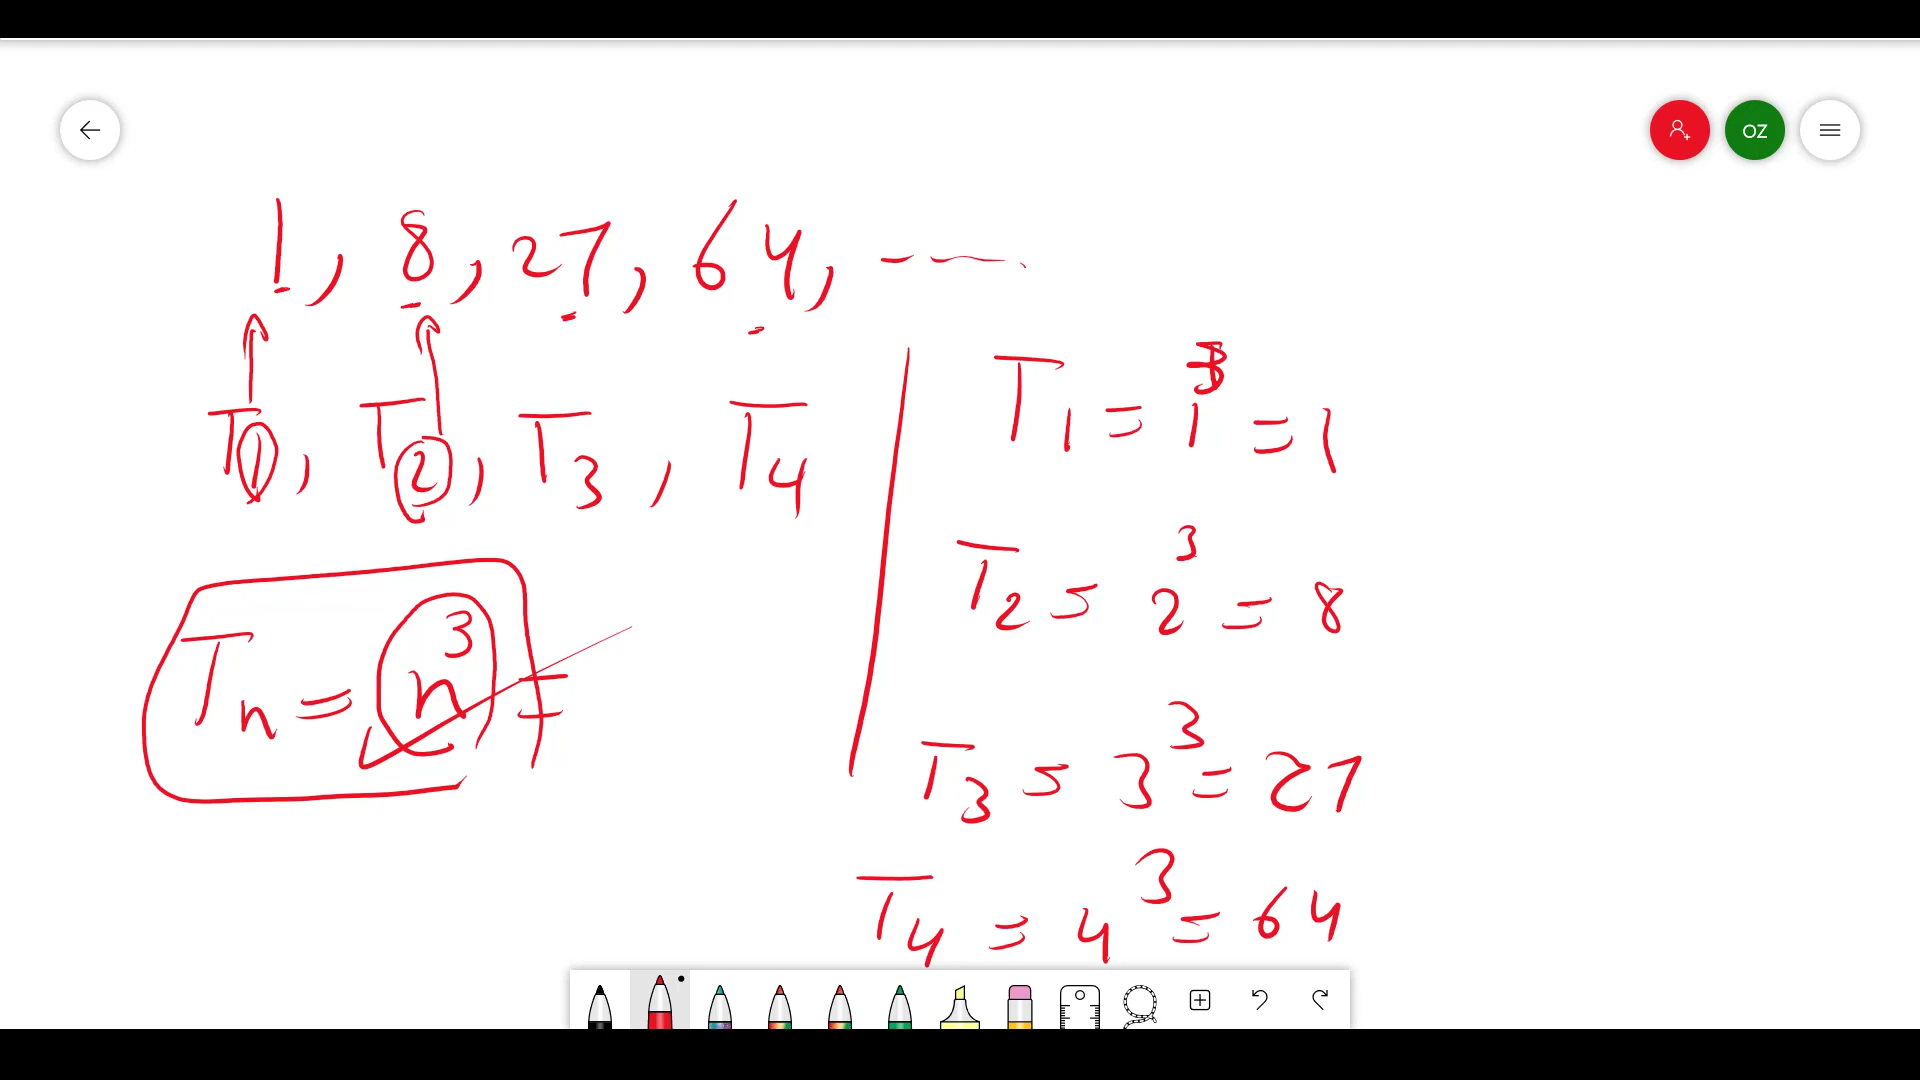 OZ
1, 8, 27, 64, -----
T₁, T₂, T₃, T₄
Tₙ = n³ =
T₁ = 1³ = 1
T₂ = 2³ = 8
T₃ = 3³ = 27
T₄ = 4³ = 64